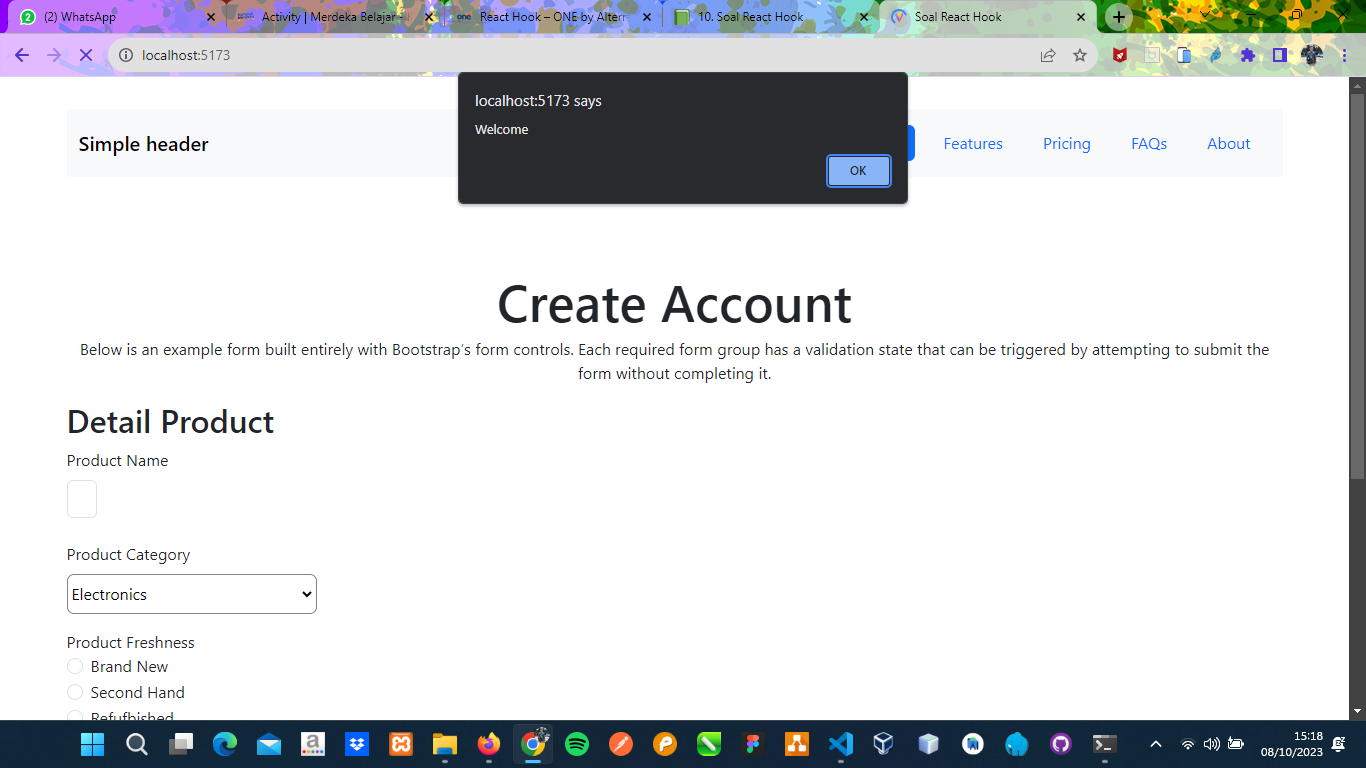 (2) WhatsApp
Activity | Merdeka Belajar -
one React Hook – ONE by Alterr
10. Soal React Hook
Soal React Hook
localhost:5173
localhost:5173 says
Welcome
OK
Simple header
Features
Pricing
FAQs
About
Create Account
Below is an example form built entirely with Bootstrap's form controls. Each required form group has a validation state that can be triggered by attempting to submit the
form without completing it.
Detail Product
Product Name
Product Category
Electronics
Product Freshness
Brand New
Second Hand
Refufbished
15:18
08/10/2023